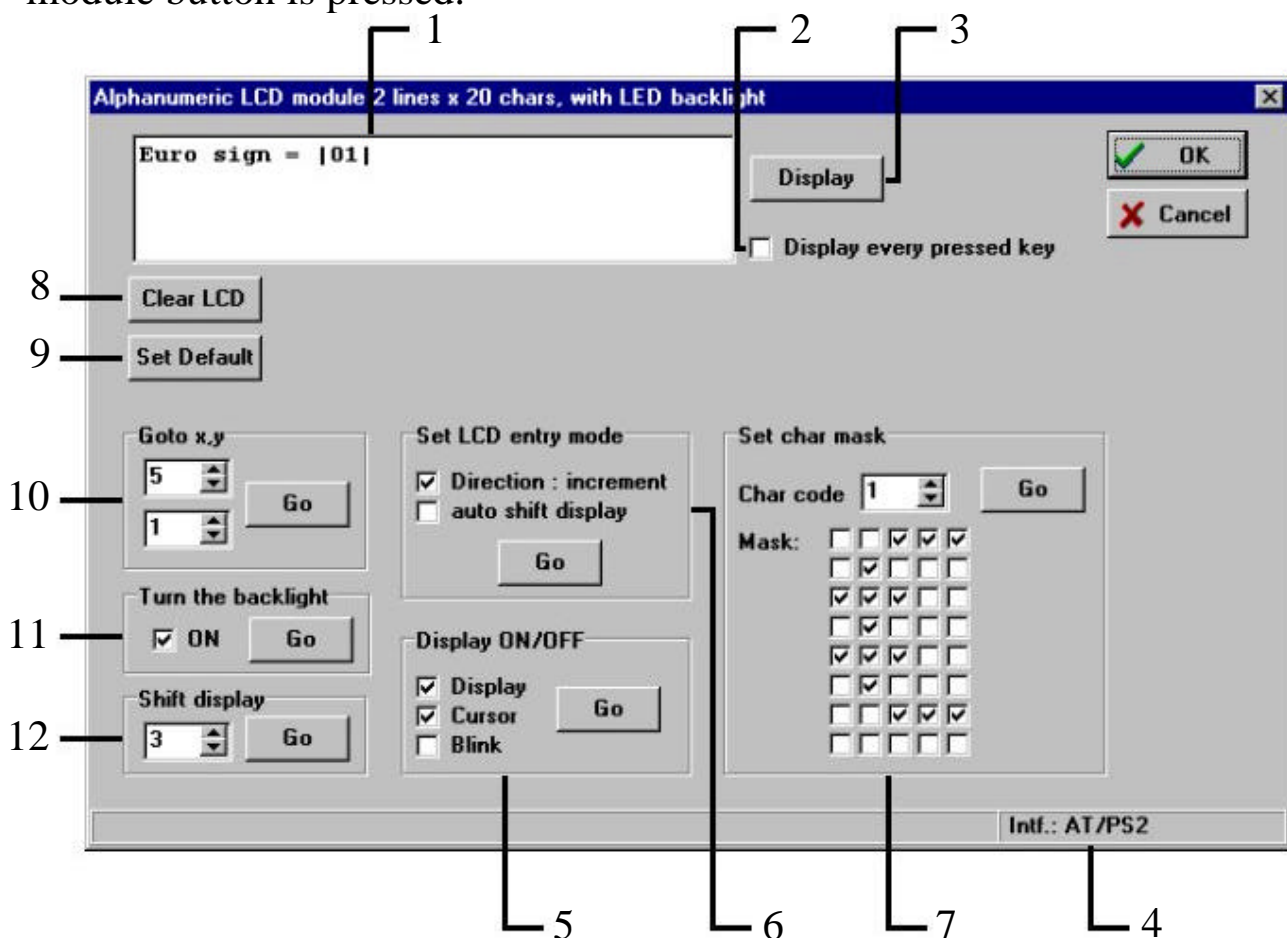 module button is pressed.
1
2
3
Alphanumeric LCD module 2 lines x 20 chars, with LED backlight
Euro sign = |01|
Display
OK
Cancel
Display every pressed key
8
Clear LCD
9
Set Default
Goto x,y
5
1
Go
10
Set LCD entry mode
Direction : increment
auto shift display
Go
Set char mask
Char code 1
Go
Mask:
Turn the backlight
11
ON
Go
Display ON/OFF
Display
Cursor
Blink
Go
Shift display
12
3
Go
Intf.: AT/PS2
5
6
7
4